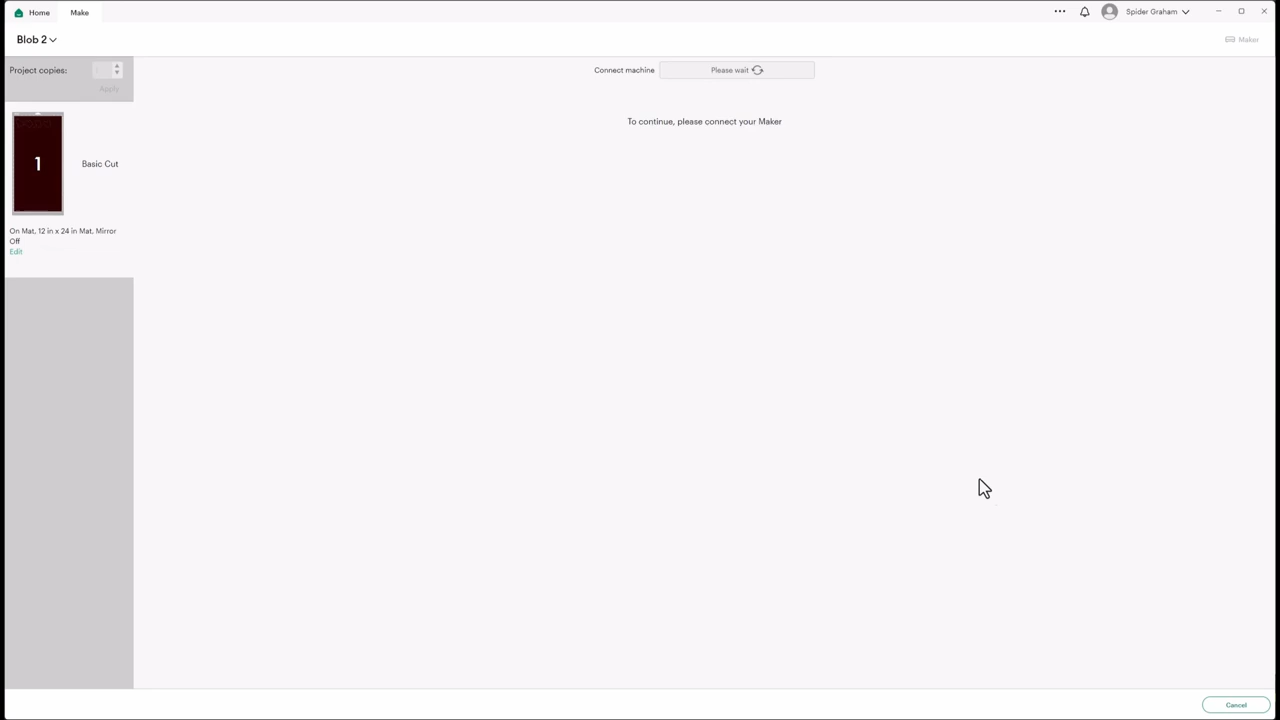 Home
Make
Spider Graham
Blob 2
Maker
Project copies:
Connect machine
Please wait
Apply
To continue, please connect your Maker
1
Basic Cut
On Mat, 12 in x 24 in Mat, Mirror
Off
Edit
Cancel